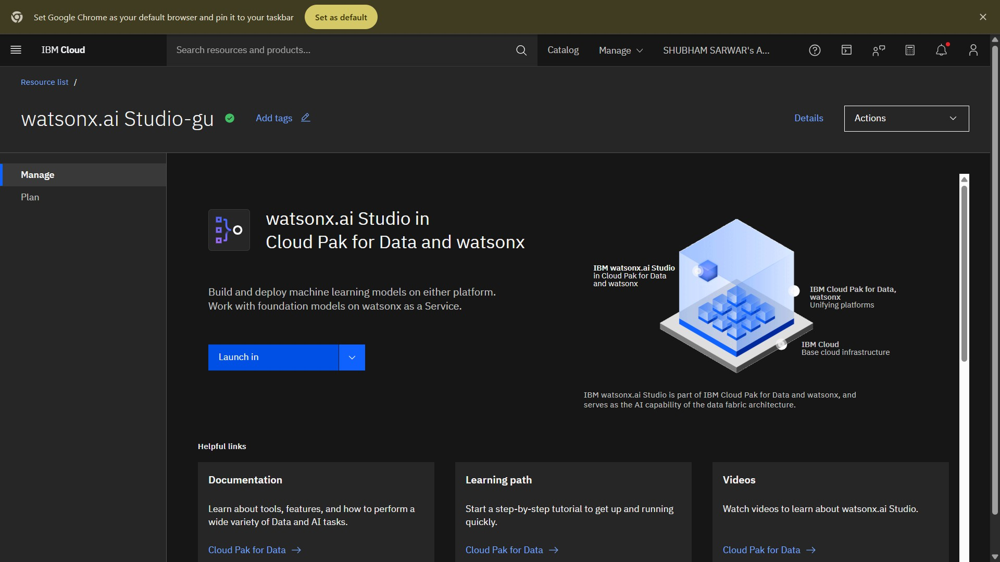 Set Google Chrome as your default browser and pin it to your taskbar
Set as default
IBM Cloud
Search resources and products...
Catalog
Manage
SHUBHAM SARWAR's A...
Resource list /
watsonx.ai Studio-gu
Add tags
Details
Actions
Manage
Plan
watsonx.ai Studio in
Cloud Pak for Data and watsonx
Build and deploy machine learning models on either platform.
Work with foundation models on watsonx as a Service.
Launch in
IBM watsonx.ai Studio
in Cloud Pak for Data
and watsonx
IBM Cloud Pak for Data,
watsonx
Unifying platforms
IBM Cloud
Base cloud infrastructure
IBM watsonx.ai Studio is part of IBM Cloud Pak for Data and watsonx, and
serves as the AI capability of the data fabric architecture.
Helpful links
Documentation
Learn about tools, features, and how to perform a
wide variety of Data and AI tasks.
Cloud Pak for Data
Learning path
Start a step-by-step tutorial to get up and running
quickly.
Cloud Pak for Data
Videos
Watch videos to learn about watsonx.ai Studio.
Cloud Pak for Data